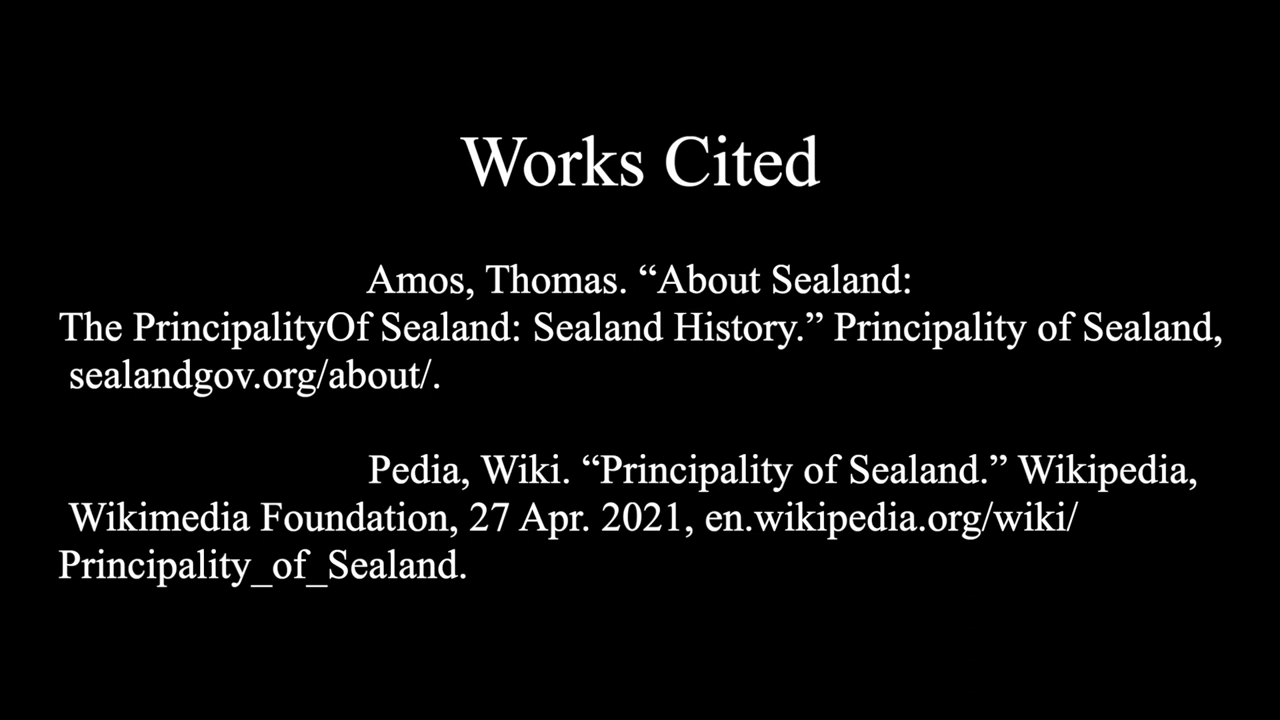 Works Cited
Amos, Thomas. “About Sealand:
The PrincipalityOf Sealand: Sealand History.” Principality of Sealand,
sealandgov.org/about/.
Pedia, Wiki. “Principality of Sealand.” Wikipedia,
Wikimedia Foundation, 27 Apr. 2021, en.wikipedia.org/wiki/
Principality_of_Sealand.